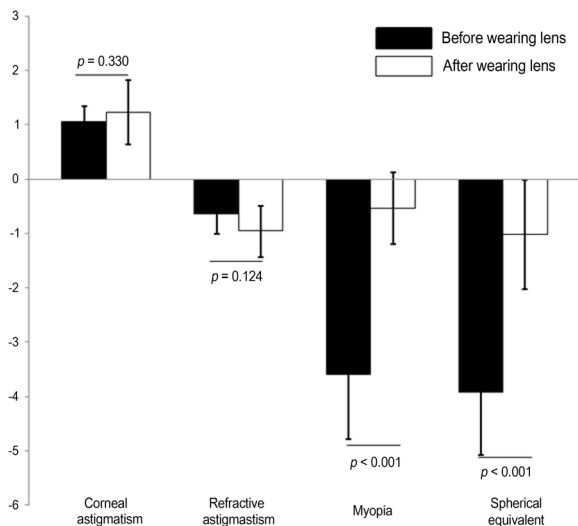 3
2
1
0
-1
-2
-3
-4
-5
-6
Before wearing lens
After wearing lens
p = 0.330
p = 0.124
p < 0.001
p < 0.001
Corneal
astigmatism
Refractive
astigmastism
Myopia
Spherical
equivalent